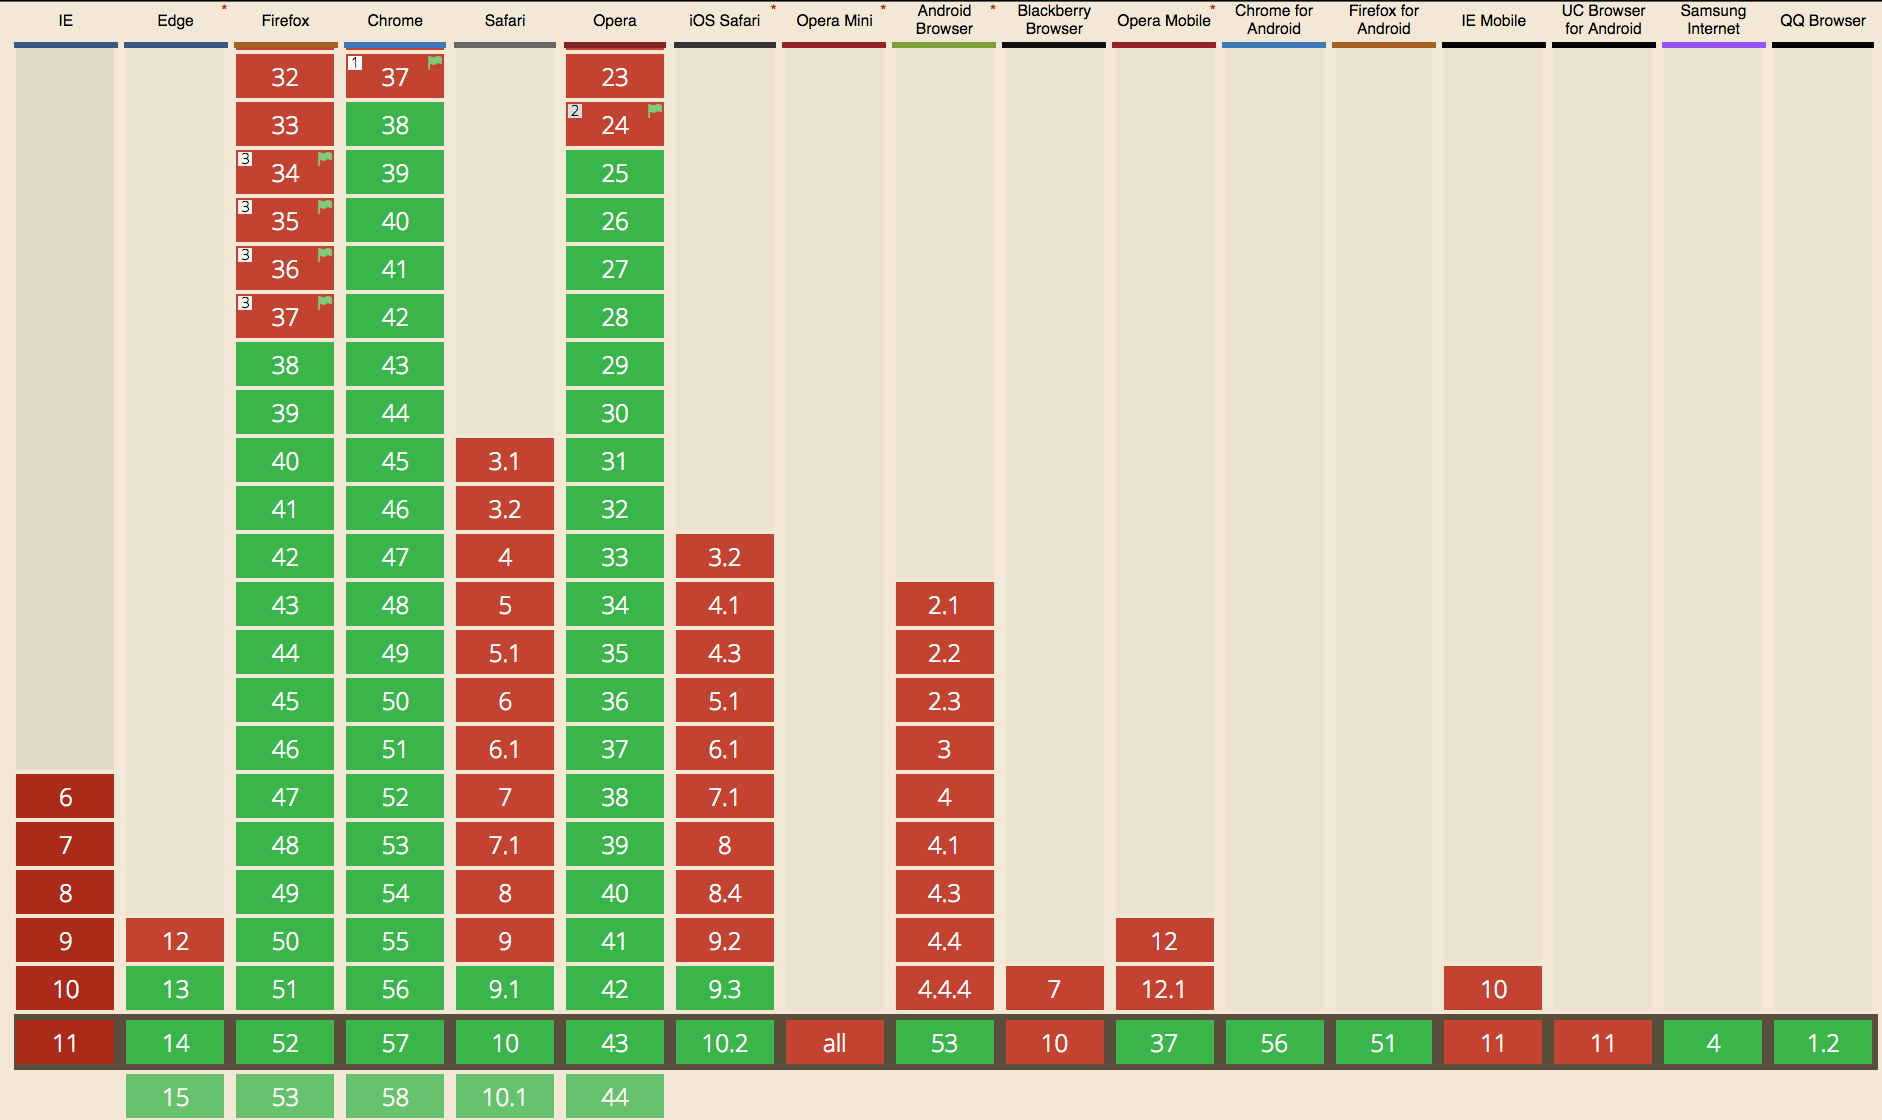 IE Edge * Firefox Chrome Safari Opera iOS Safari * Opera Mini * Android Browser * Blackberry Browser Opera Mobile * Chrome for Android Firefox for Android IE Mobile UC Browser for Android Samsung Internet QQ Browser
32 1 37 23
33 38 2 24
3 34 39 25
3 35 40 26
3 36 41 27
3 37 42 28
38 43 29
39 44 30
40 45 3.1 31
41 46 3.2 32
42 47 4 33 3.2
43 48 5 34 4.1 2.1
44 49 5.1 35 4.3 2.2
45 50 6 36 5.1 2.3
46 51 6.1 37 6.1 3
6 47 52 7 38 7.1 4
7 48 53 7.1 39 8 4.1
8 49 54 8 40 8.4 4.3
9 12 50 55 9 41 9.2 4.4 12
10 13 51 56 9.1 42 9.3 4.4.4 7 12.1 10
11 14 52 57 10 43 10.2 all 53 10 37 56 51 11 11 4 1.2
15 53 58 10.1 44